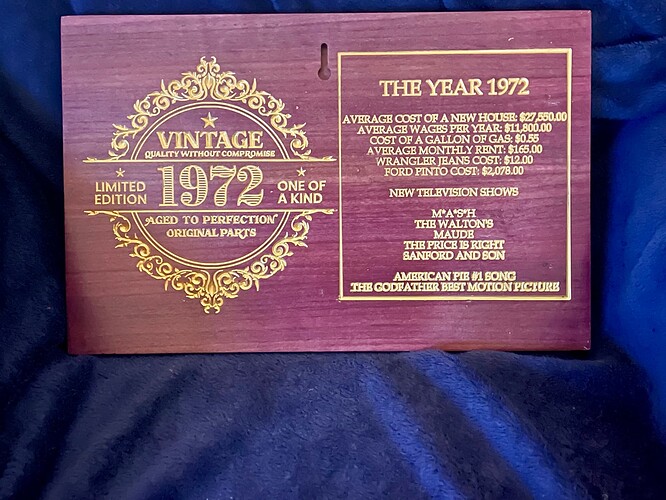 VINTAGE
QUALITY WITHOUT COMPROMISE
LIMITED EDITION
1972
ONE OF A KIND
AGED TO PERFECTION
ORIGINAL PARTS
THE YEAR 1972
AVERAGE COST OF A NEW HOUSE: $27,550.00
AVERAGE WAGES PER YEAR: $11,800.00
COST OF A GALLON OF GAS: $0.55
AVERAGE MONTHLY RENT: $165.00
WRANGLER JEANS COST: $12.00
FORD PINTO COST: $2,078.00
NEW TELEVISION SHOWS
M*A*S*H
THE WALTON'S
MAUDE
THE PRICE IS RIGHT
SANFORD AND SON
AMERICAN PIE #1 SONG
THE GODFATHER BEST MOTION PICTURE